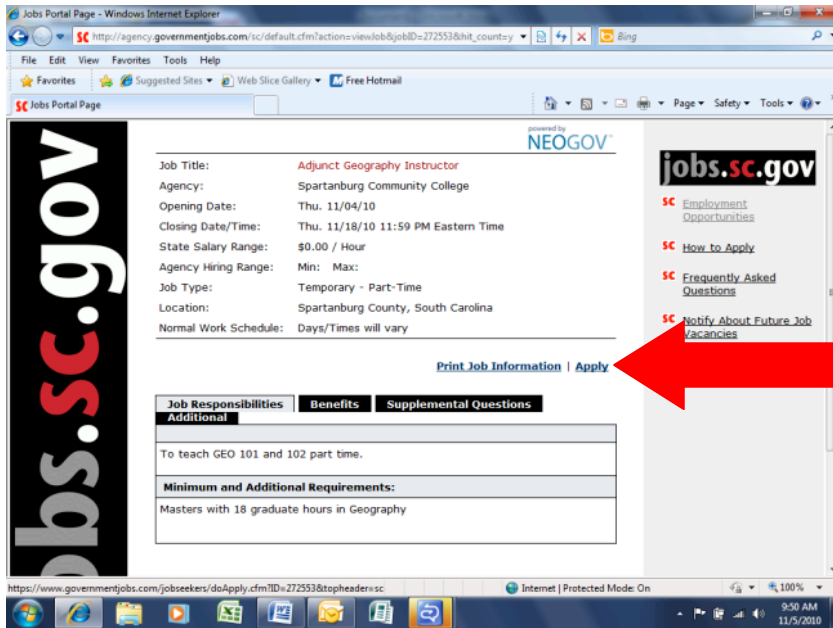 Jobs Portal Page - Windows Internet Explorer
http://agency.governmentjobs.com/sc/default.cfm?action=viewJob&jobID=272553&hit_count=y
Bing
File Edit View Favorites Tools Help
Favorites Suggested Sites Web Slice Gallery Free Hotmail
SC Jobs Portal Page
Page Safety Tools
jobs.sc.gov
powered by
NEOGOV
Job Title: Adjunct Geography Instructor
Agency: Spartanburg Community College
Opening Date: Thu. 11/04/10
Closing Date/Time: Thu. 11/18/10 11:59 PM Eastern Time
State Salary Range: $0.00 / Hour
Agency Hiring Range: Min: Max:
Job Type: Temporary - Part-Time
Location: Spartanburg County, South Carolina
Normal Work Schedule: Days/Times will vary
Print Job Information | Apply
Job Responsibilities Benefits Supplemental Questions
Additional
To teach GEO 101 and 102 part time.
Minimum and Additional Requirements:
Masters with 18 graduate hours in Geography
jobs.sc.gov
SC Employment
Opportunities
SC How to Apply
SC Frequently Asked
Questions
SC Notify About Future Job
Vacancies
https://www.governmentjobs.com/jobseekers/doApply.cfm?ID=272553&topheader=sc
Internet | Protected Mode: On
100%
9:50 AM
11/5/2010